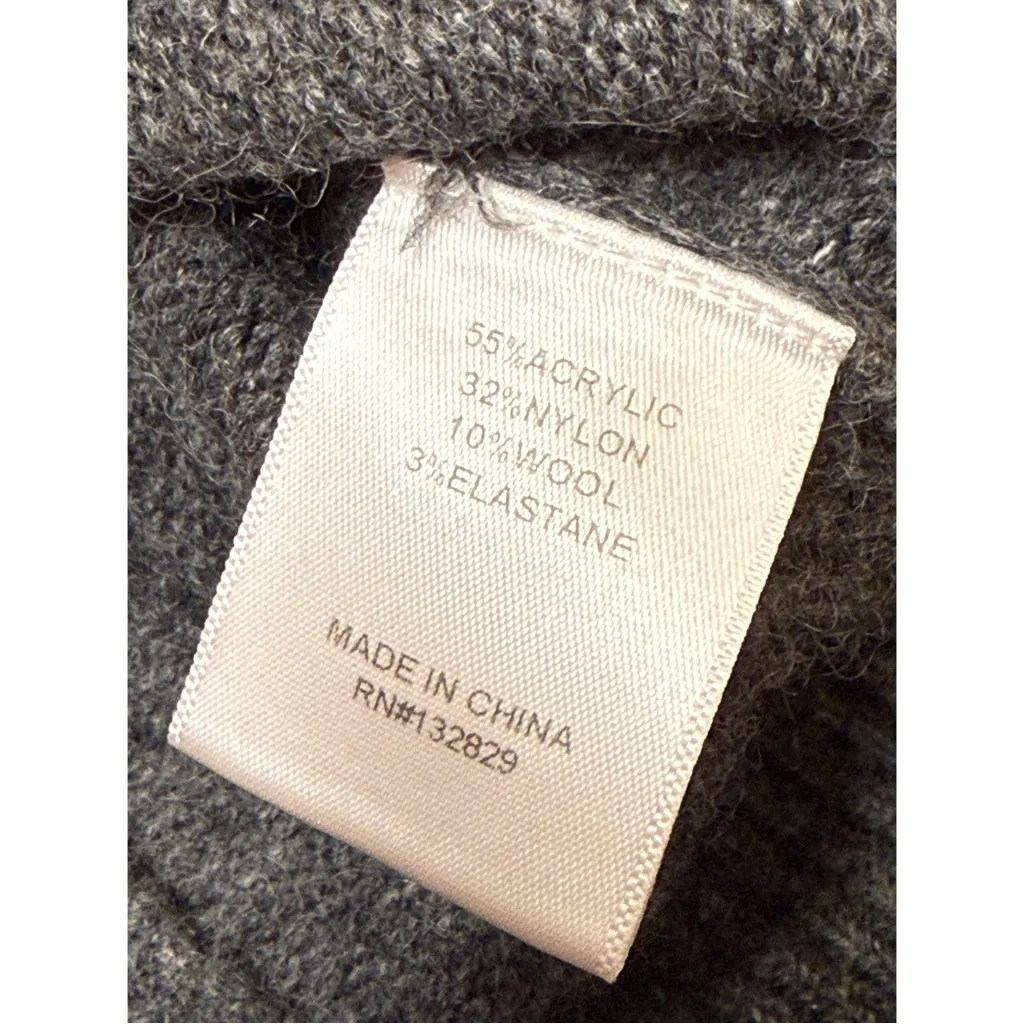 55%ACRYLIC
32%NYLON
10%WOOL
3%ELASTANE
MADE IN CHINA
RN#132829